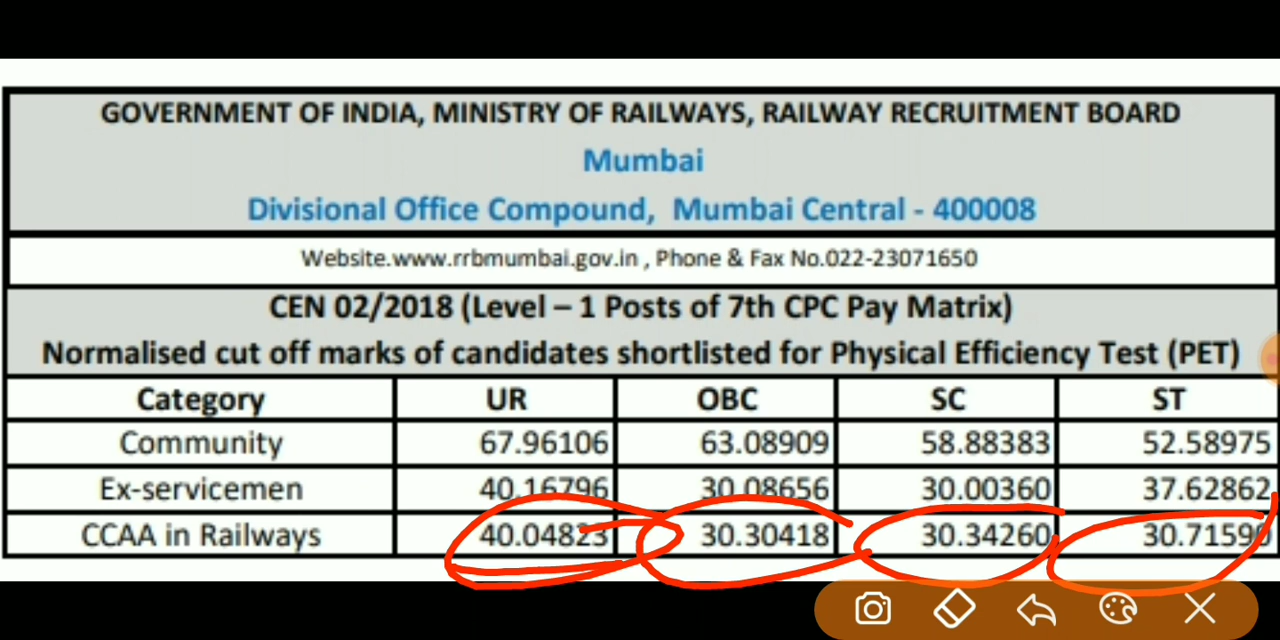 GOVERNMENT OF INDIA, MINISTRY OF RAILWAYS, RAILWAY RECRUITMENT BOARD
Mumbai
Divisional Office Compound, Mumbai Central - 400008
Website.www.rrbmumbai.gov.in , Phone & Fax No.022-23071650
CEN 02/2018 (Level – 1 Posts of 7th CPC Pay Matrix)
Normalised cut off marks of candidates shortlisted for Physical Efficiency Test (PET)
Category UR OBC SC ST
Community 67.96106 63.08909 58.88383 52.58975
Ex-servicemen 40.16796 30.08656 30.00360 37.62862
CCAA in Railways 40.04823 30.30418 30.34260 30.71590